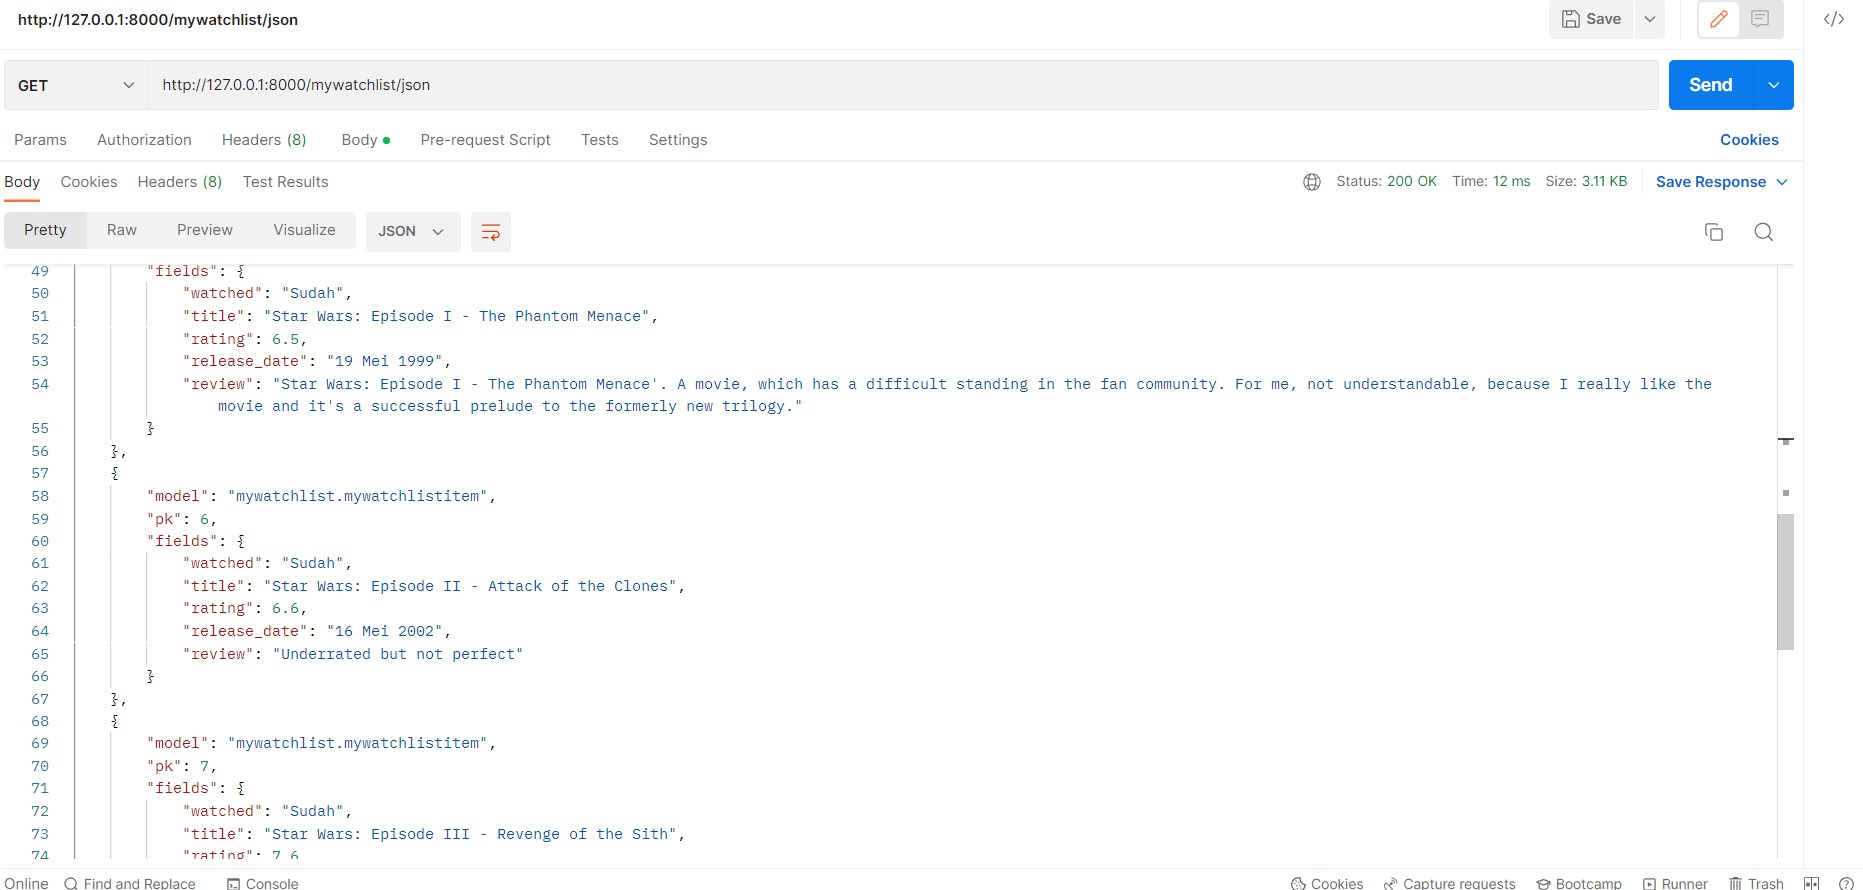 http://127.0.0.1:8000/mywatchlist/json
Save
GET
http://127.0.0.1:8000/mywatchlist/json
Send
Params Authorization Headers (8) Body Pre-request Script Tests Settings Cookies
Body Cookies Headers (8) Test Results Status: 200 OK Time: 12 ms Size: 3.11 KB Save Response
Pretty Raw Preview Visualize JSON
49 "fields": {
50 "watched": "Sudah",
51 "title": "Star Wars: Episode I - The Phantom Menace",
52 "rating": 6.5,
53 "release_date": "19 Mei 1999",
54 "review": "Star Wars: Episode I - The Phantom Menace'. A movie, which has a difficult standing in the fan community. For me, not understandable, because I really like the
movie and it's a successful prelude to the formerly new trilogy."
55 }
56 },
57 {
58 "model": "mywatchlist.mywatchlistitem",
59 "pk": 6,
60 "fields": {
61 "watched": "Sudah",
62 "title": "Star Wars: Episode II - Attack of the Clones",
63 "rating": 6.6,
64 "release_date": "16 Mei 2002",
65 "review": "Underrated but not perfect"
66 }
67 },
68 {
69 "model": "mywatchlist.mywatchlistitem",
70 "pk": 7,
71 "fields": {
72 "watched": "Sudah",
73 "title": "Star Wars: Episode III - Revenge of the Sith",
74 "rating": 7.6
Online Find and Replace Console Cookies Capture requests Bootcamp Runner Trash